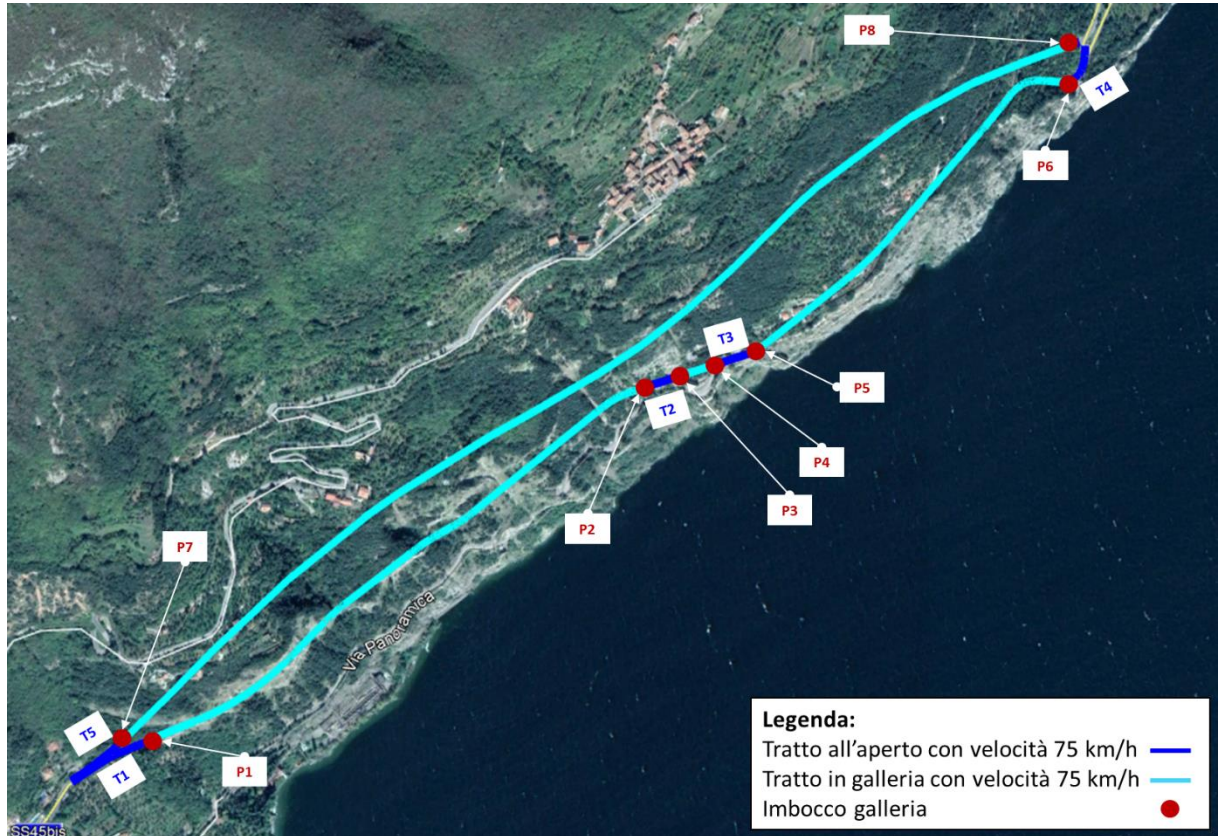 P8
T4
P6
T3
P5
T2
P4
P3
P2
P7
Via Panoramica
T5
T1
P1
SS45bis
Legenda:
Tratto all'aperto con velocità 75 km/h
Tratto in galleria con velocità 75 km/h
Imbocco galleria